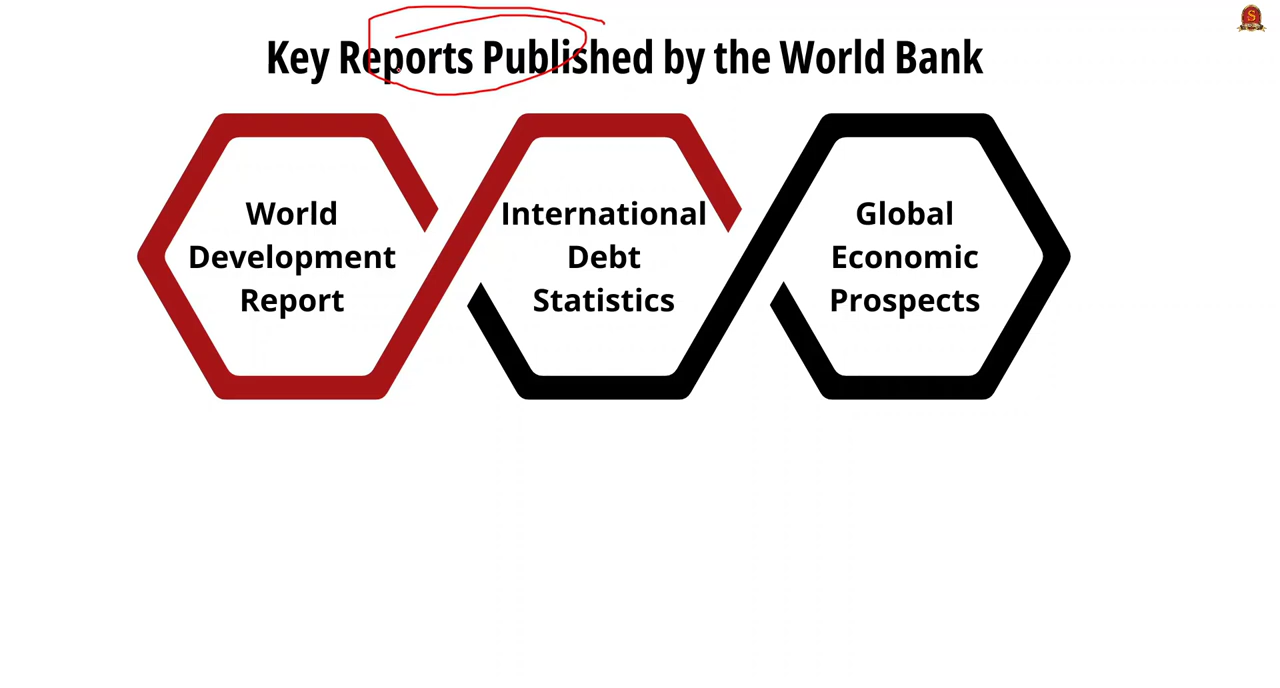 Key Reports Published by the World Bank
World
Development
Report
International
Debt
Statistics
Global
Economic
Prospects